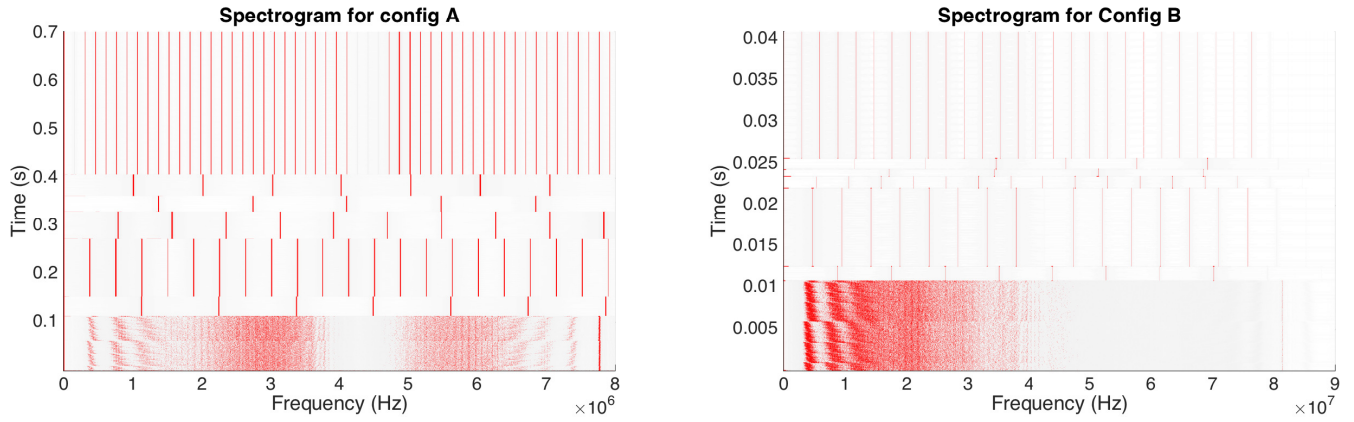 Spectrogram for config A
Time (s)
0.7
0.6
0.5
0.4
0.3
0.2
0.1
0 1 2 3 4 5 6 7 8
Frequency (Hz)
×10^6
Spectrogram for Config B
Time (s)
0.04
0.035
0.03
0.025
0.02
0.015
0.01
0.005
0 1 2 3 4 5 6 7 8 9
Frequency (Hz)
×10^7